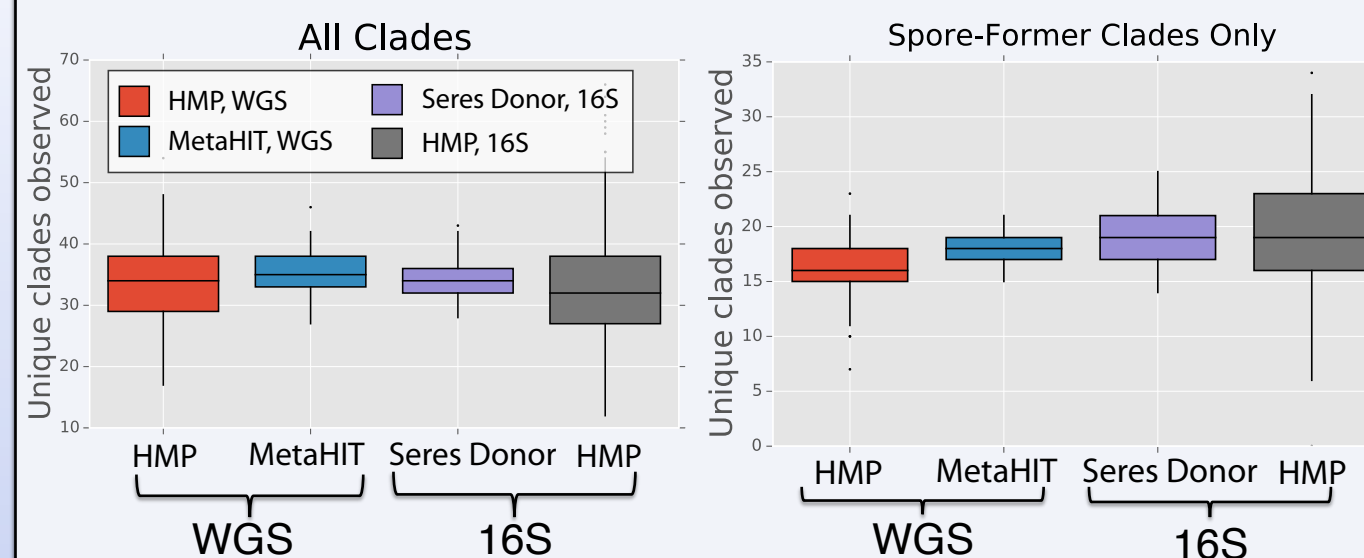 All Clades
Unique clades observed
70
60
50
40
30
20
10
HMP, WGS
MetaHIT, WGS
Seres Donor, 16S
HMP, 16S
HMP
MetaHIT
Seres Donor
HMP
WGS
16S
Spore-Former Clades Only
Unique clades observed
35
30
25
20
15
10
5
0
HMP
MetaHIT
Seres Donor
HMP
WGS
16S